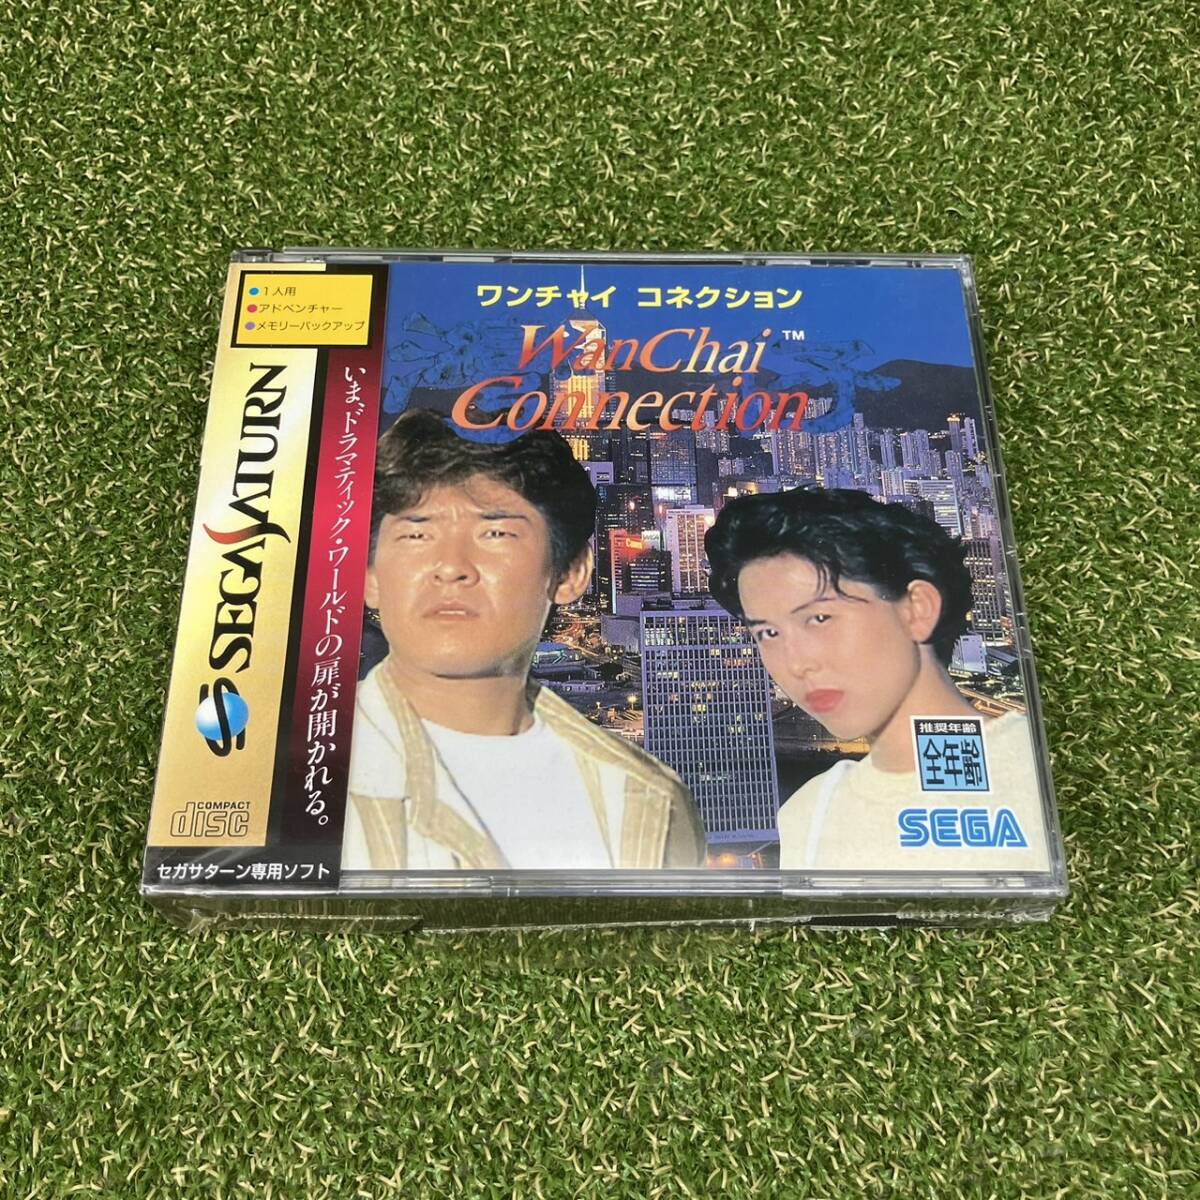 ●1人用
●アドベンチャー
●メモリーバックアップ
SEGA SATURN
COMPACT
disc
セガサターン専用ソフト
いま、ドラマティック・ワールドの扉が開かれる。
ワンチャイ コネクション
WanChai™
Connection
推奨年齢
全年齢
SEGA